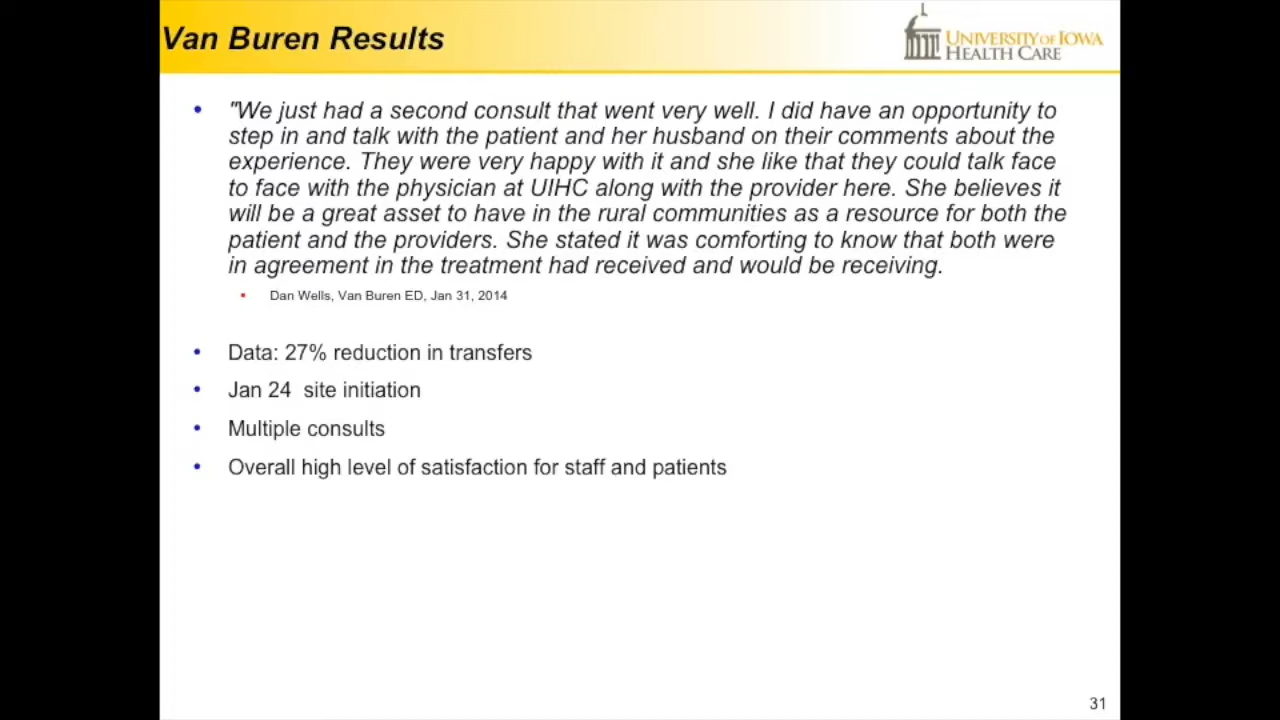 Van Buren Results
UNIVERSITY OF IOWA
HEALTH CARE
• "We just had a second consult that went very well. I did have an opportunity to
step in and talk with the patient and her husband on their comments about the
experience. They were very happy with it and she like that they could talk face
to face with the physician at UIHC along with the provider here. She believes it
will be a great asset to have in the rural communities as a resource for both the
patient and the providers. She stated it was comforting to know that both were
in agreement in the treatment had received and would be receiving.
▪ Dan Wells, Van Buren ED, Jan 31, 2014
• Data: 27% reduction in transfers
• Jan 24  site initiation
• Multiple consults
• Overall high level of satisfaction for staff and patients
31